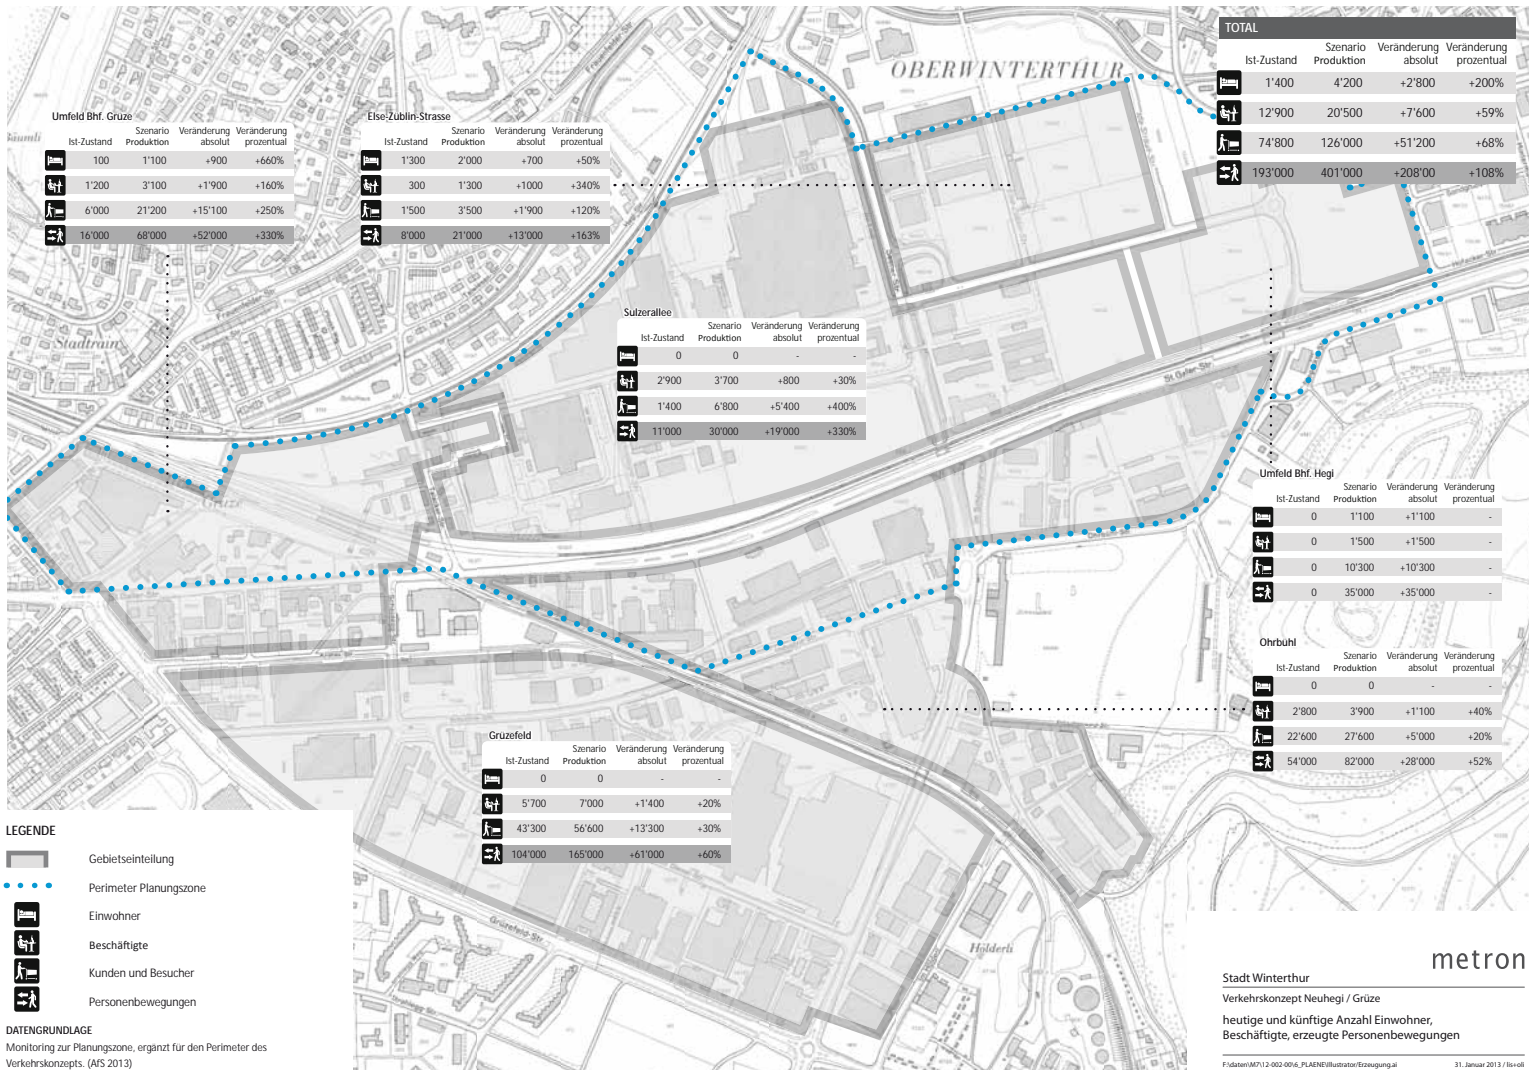 TOTAL
Ist-Zustand Szenario Produktion Veränderung absolut Veränderung prozentual
1'400 4'200 +2'800 +200%
12'900 20'500 +7'600 +59%
74'800 126'000 +51'200 +68%
193'000 401'000 +208'00 +108%
OBERWINTERTHUR
Umfeld Bhf. Grüze
Ist-Zustand Szenario Produktion Veränderung absolut Veränderung prozentual
100 1'100 +900 +660%
1'200 3'100 +1'900 +160%
6'000 21'200 +15'100 +250%
16'000 68'000 +52'000 +330%
Else-Züblin-Strasse
Ist-Zustand Szenario Produktion Veränderung absolut Veränderung prozentual
1'300 2'000 +700 +50%
300 1'300 +1000 +340%
1'500 3'500 +1'900 +120%
8'000 21'000 +13'000 +163%
Sulzerallee
Ist-Zustand Szenario Produktion Veränderung absolut Veränderung prozentual
0 0 - -
2'900 3'700 +800 +30%
1'400 6'800 +5'400 +400%
11'000 30'000 +19'000 +330%
Stadtrain
St Galler-Str.
Grüze
Umfeld Bhf. Hegi
Ist-Zustand Szenario Produktion Veränderung absolut Veränderung prozentual
0 1'100 +1'100 -
0 1'500 +1'500 -
0 10'300 +10'300 -
0 35'000 +35'000 -
Ohrbühl
Ist-Zustand Szenario Produktion Veränderung absolut Veränderung prozentual
0 0 - -
2'800 3'900 +1'100 +40%
22'600 27'600 +5'000 +20%
54'000 82'000 +28'000 +52%
Grüzefeld
Ist-Zustand Szenario Produktion Veränderung absolut Veränderung prozentual
0 0 - -
5'700 7'000 +1'400 +20%
43'300 56'600 +13'300 +30%
104'000 165'000 +61'000 +60%
Grüzefeld-Str.
Hölderli
LEGENDE
Gebietseinteilung
Perimeter Planungszone
Einwohner
Beschäftigte
Kunden und Besucher
Personenbewegungen
DATENGRUNDLAGE
Monitoring zur Planungszone, ergänzt für den Perimeter des
Verkehrskonzepts. (AfS 2013)
metron
Stadt Winterthur
Verkehrskonzept Neuhegi / Grüze
heutige und künftige Anzahl Einwohner,
Beschäftigte, erzeugte Personenbewegungen
F:\daten\M7\12-002-00\6_PLAENE\Illustrator/Erzeugung.ai 31. Januar 2013 / lis+oli